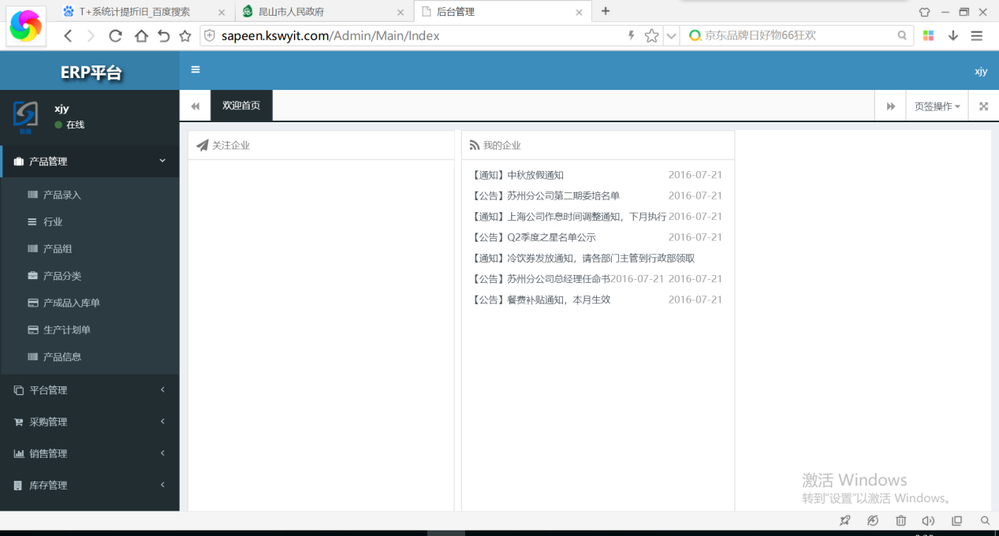 T+系统计提折旧_百度搜索
昆山市人民政府
后台管理
sapeen.kswyit.com/Admin/Main/Index
京东品牌日好物66狂欢
ERP平台
xjy
xjy
在线
欢迎首页
页签操作
产品管理
产品录入
行业
产品组
产品分类
产成品入库单
生产计划单
产品信息
平台管理
采购管理
销售管理
库存管理
关注企业
我的企业
【通知】中秋放假通知 2016-07-21
【公告】苏州分公司第二期委培名单 2016-07-21
【通知】上海公司作息时间调整通知，下月执行 2016-07-21
【公告】Q2季度之星名单公示 2016-07-21
【通知】冷饮券发放通知，请各部门主管到行政部领取
【公告】苏州分公司总经理任命书2016-07-21 2016-07-21
【公告】餐费补贴通知，本月生效 2016-07-21
激活 Windows
转到"设置"以激活 Windows。